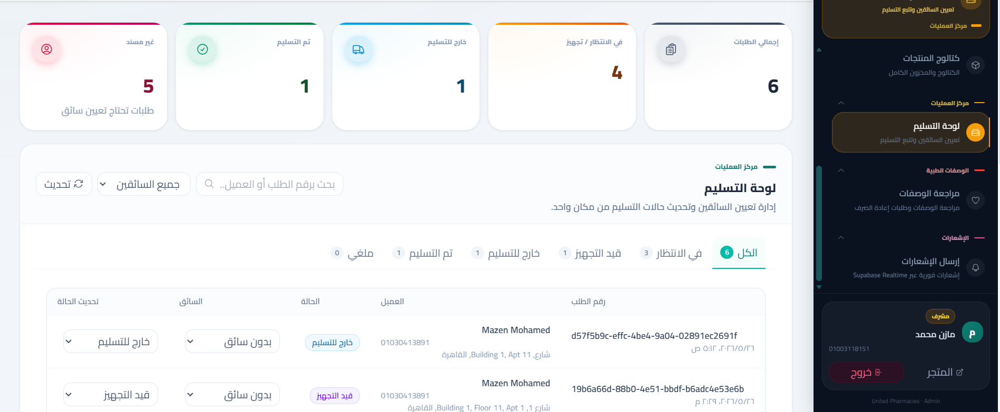 تعيين السائقين وتتبع التسليم
مركز العمليات
كتالوج المنتجات
الكتالوج والمخزون الكامل
مركز العمليات
لوحة التسليم
تعيين السائقين وتتبع التسليم
الوصفات الطبية
مراجعة الوصفات
مراجعة الوصفات وطلبات إعادة الصرف
الإشعارات
إرسال الإشعارات
إشعارات فورية عبر Supabase Realtime
مشرف
م
مازن محمد
01003118151
المتجر
خروج
United Pharmacies · Admin
إجمالي الطلبات
6
في الانتظار / تجهيز
4
خارج للتسليم
1
تم التسليم
1
غير مسند
5
طلبات تحتاج تعيين سائق
مركز العمليات
لوحة التسليم
إدارة تعيين السائقين وتحديث حالات التسليم من مكان واحد.
بحث برقم الطلب أو العميل..
جميع السائقين
تحديث
الكل 6
في الانتظار 3
قيد التجهيز 1
خارج للتسليم 1
تم التسليم 1
ملغي 0
رقم الطلب
العميل
الحالة
السائق
تحديث الحالة
d57f5b9c-effc-4be4-9a04-02891ec2691f
٢٠٢٦/٥/٢٦، ٥:١٢ ص
Mazen Mohamed
01030413891
شارع, Building 1, Apt 11, القاهرة
خارج للتسليم
بدون سائق
خارج للتسليم
19b6a66d-88b0-4e51-bbdf-b6adc4e53e6b
٢٠٢٦/٥/٢٦، ٢:٢٩ م
Mazen Mohamed
01030413891
شارع 1, Building 1, Floor 11, Apt 1, القاهرة
قيد التجهيز
بدون سائق
قيد التجهيز